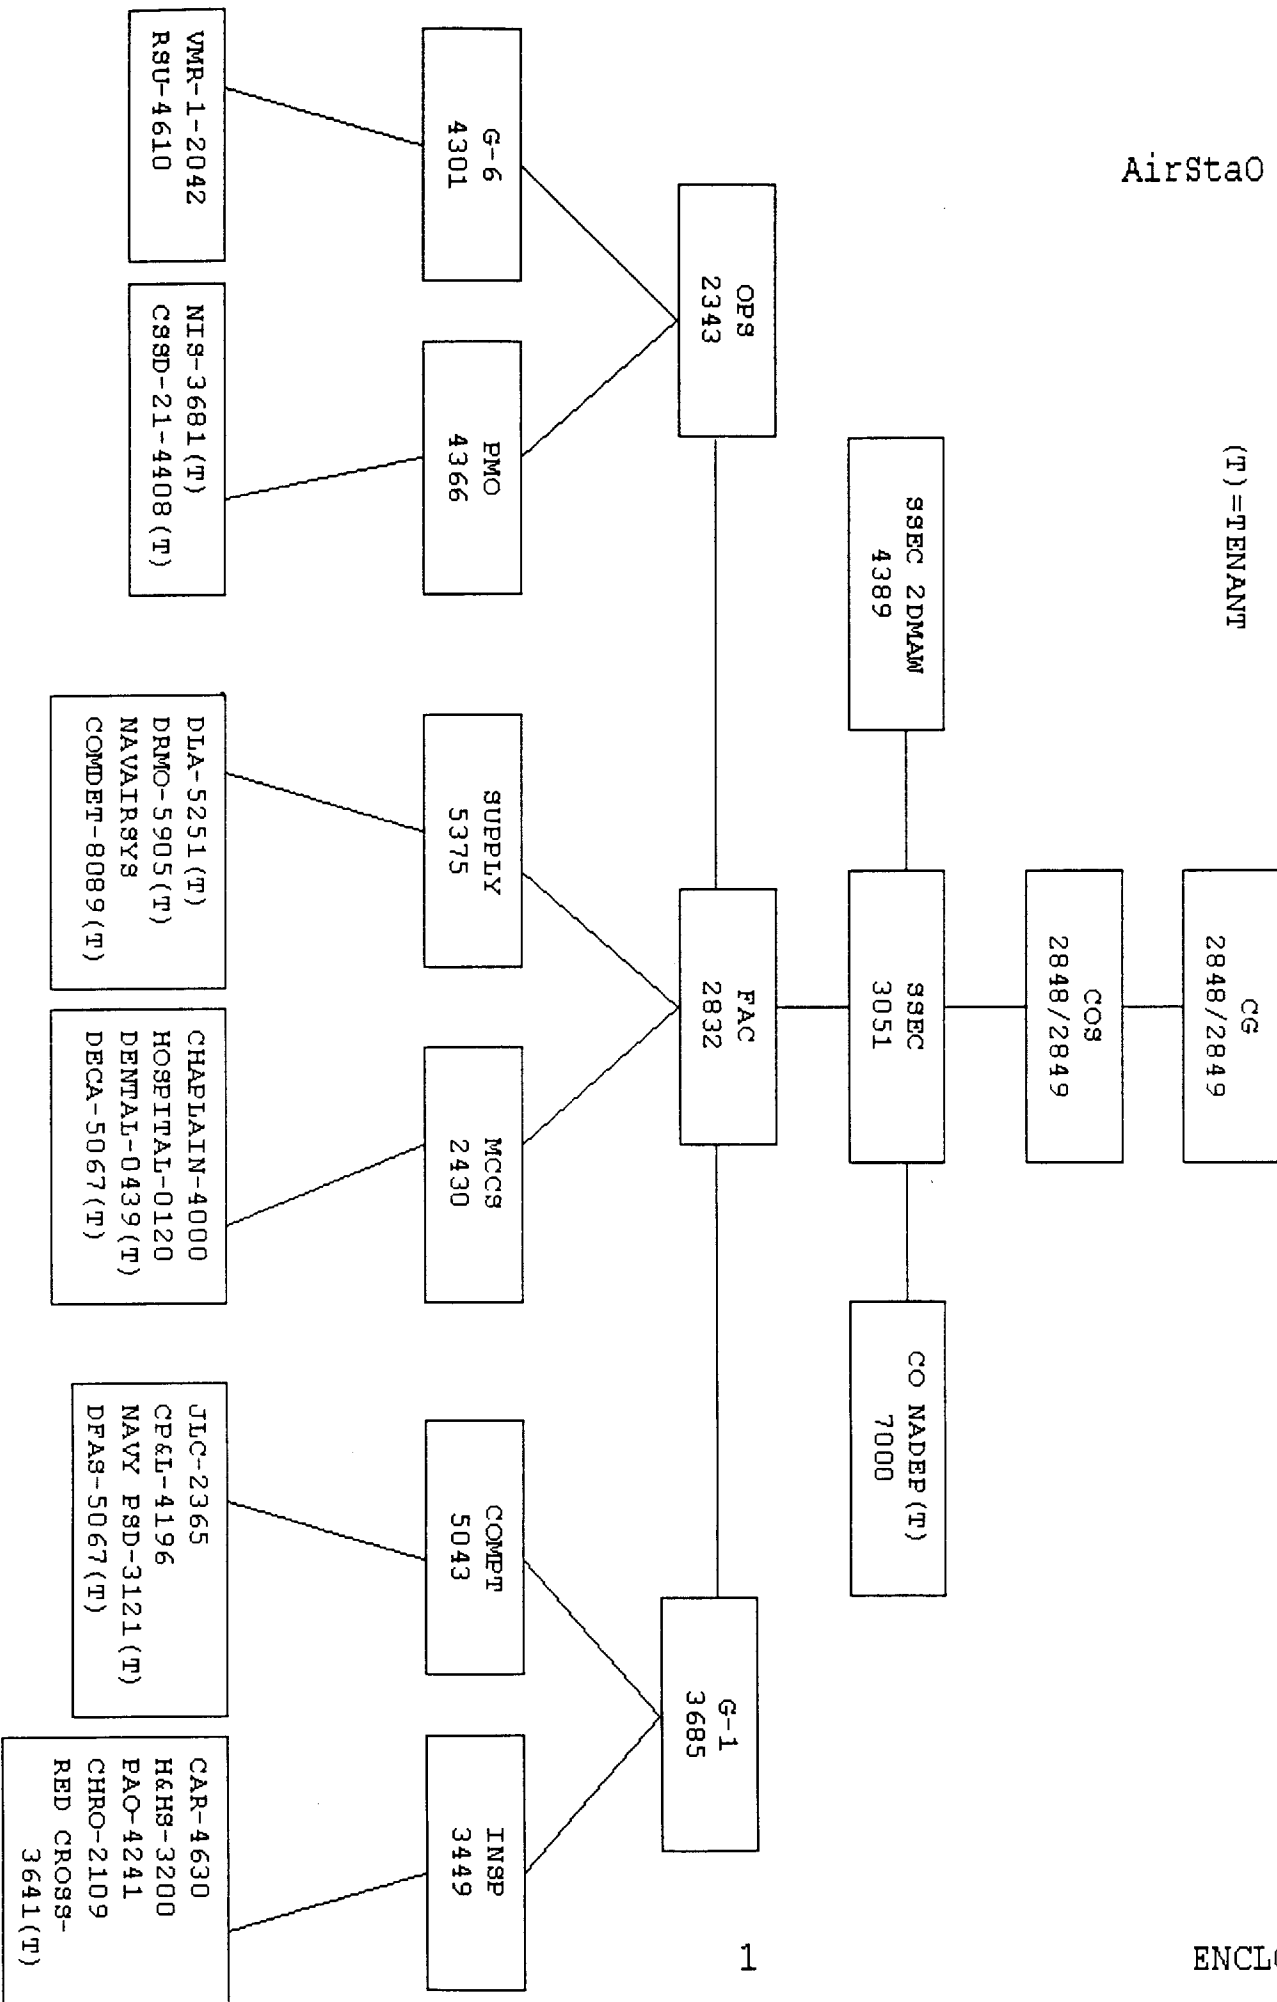 AirStaO
(T)=TENANT
CG
2848/2849
COS
2848/2849
SSEC 2DMAW
4389
SSEC
3051
CO NADEP(T)
7000
OPS
2343
FAC
2832
G-1
3685
G-6
4301
PMO
4366
SUPPLY
5375
MCCS
2430
COMPT
5043
INSP
3449
VMR-1-2042
RSU-4610
NIS-3681(T)
CSSD-21-4408(T)
DLA-5251(T)
DRMO-5905(T)
NAVAIRSYS
COMDET-8089(T)
CHAPLAIN-4000
HOSPITAL-0120
DENTAL-0439(T)
DECA-5067(T)
JLC-2365
CP&L-4196
NAVY PSD-3121(T)
DFAS-5067(T)
CAR-4630
H&HS-3200
PAO-4241
CHRO-2109
RED CROSS-
3641(T)
1